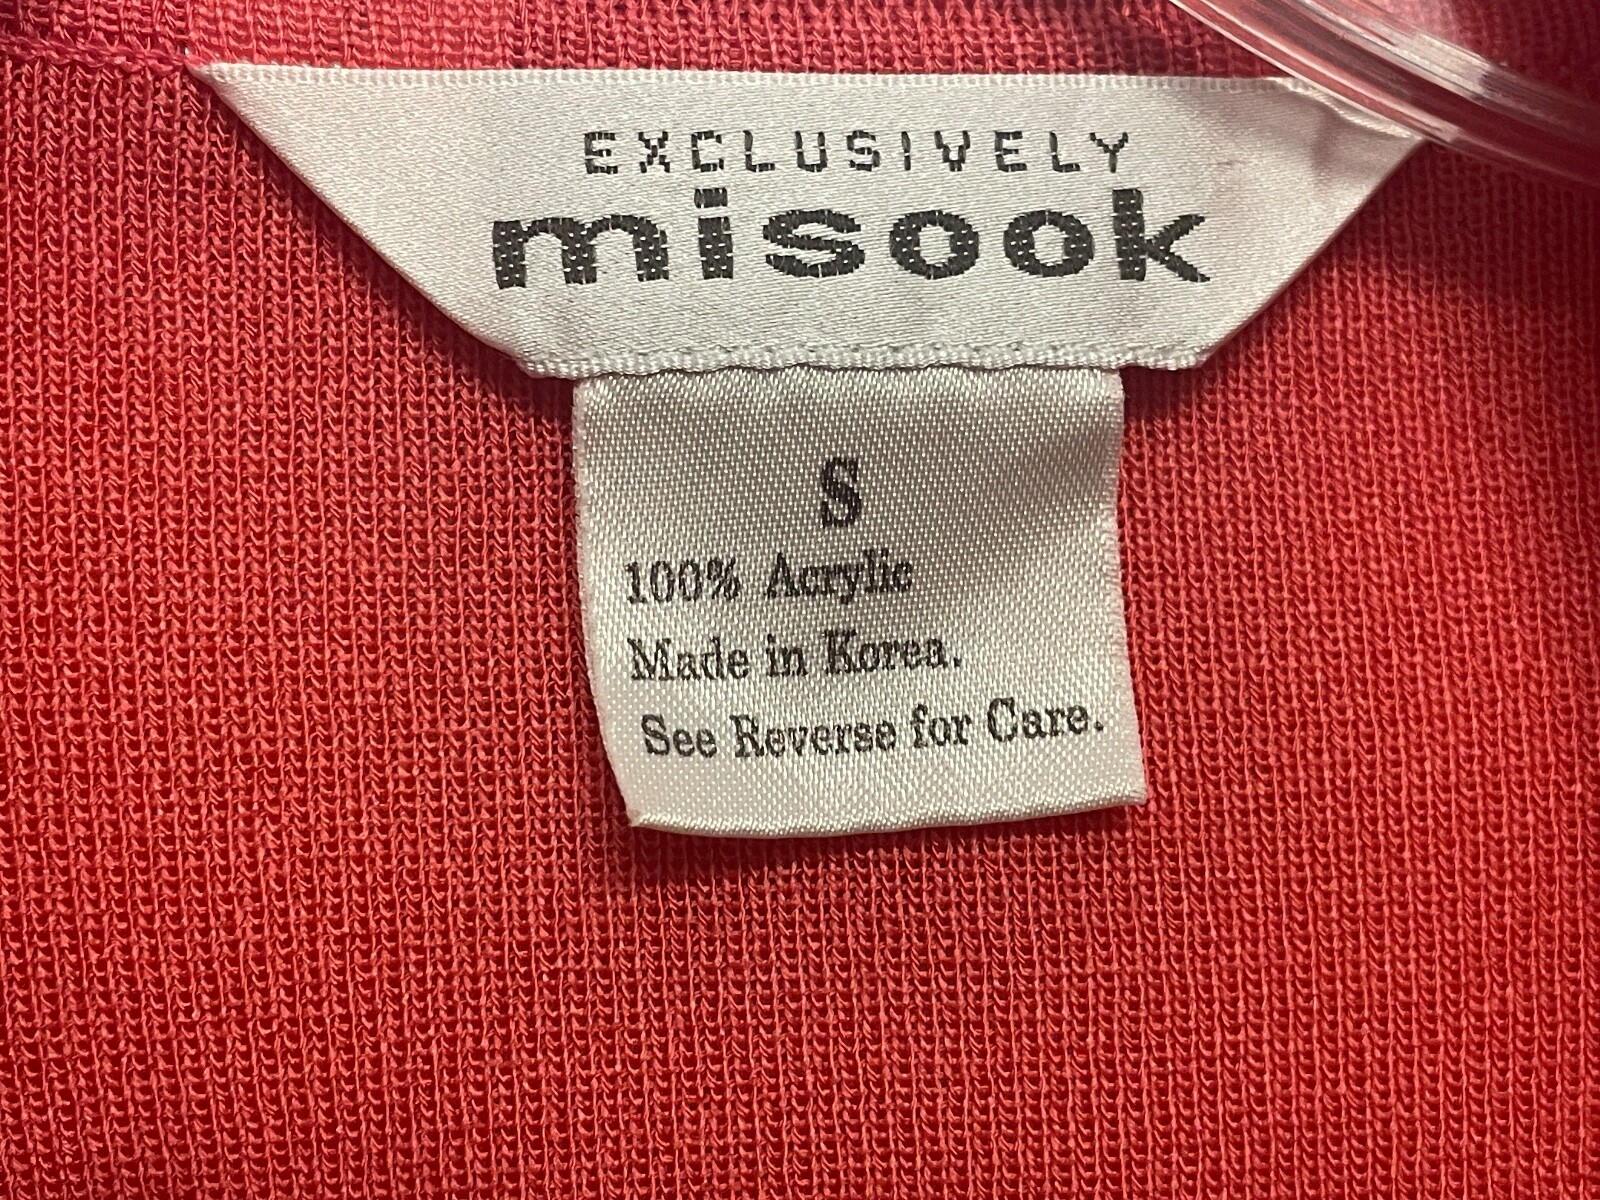 EXCLUSIVELY
misook
S
100% Acrylic
Made in Korea.
See Reverse for Care.